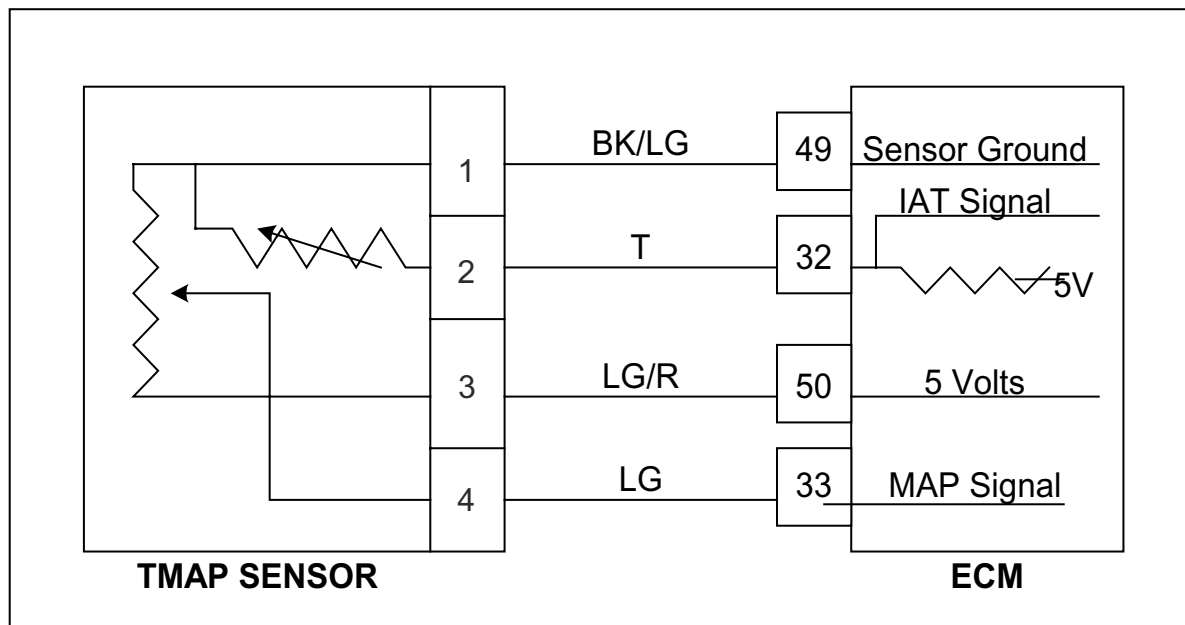 1 BK/LG 49 Sensor Ground
IAT Signal
2 T 32 5V
3 LG/R 50 5 Volts
4 LG 33 MAP Signal
TMAP SENSOR ECM